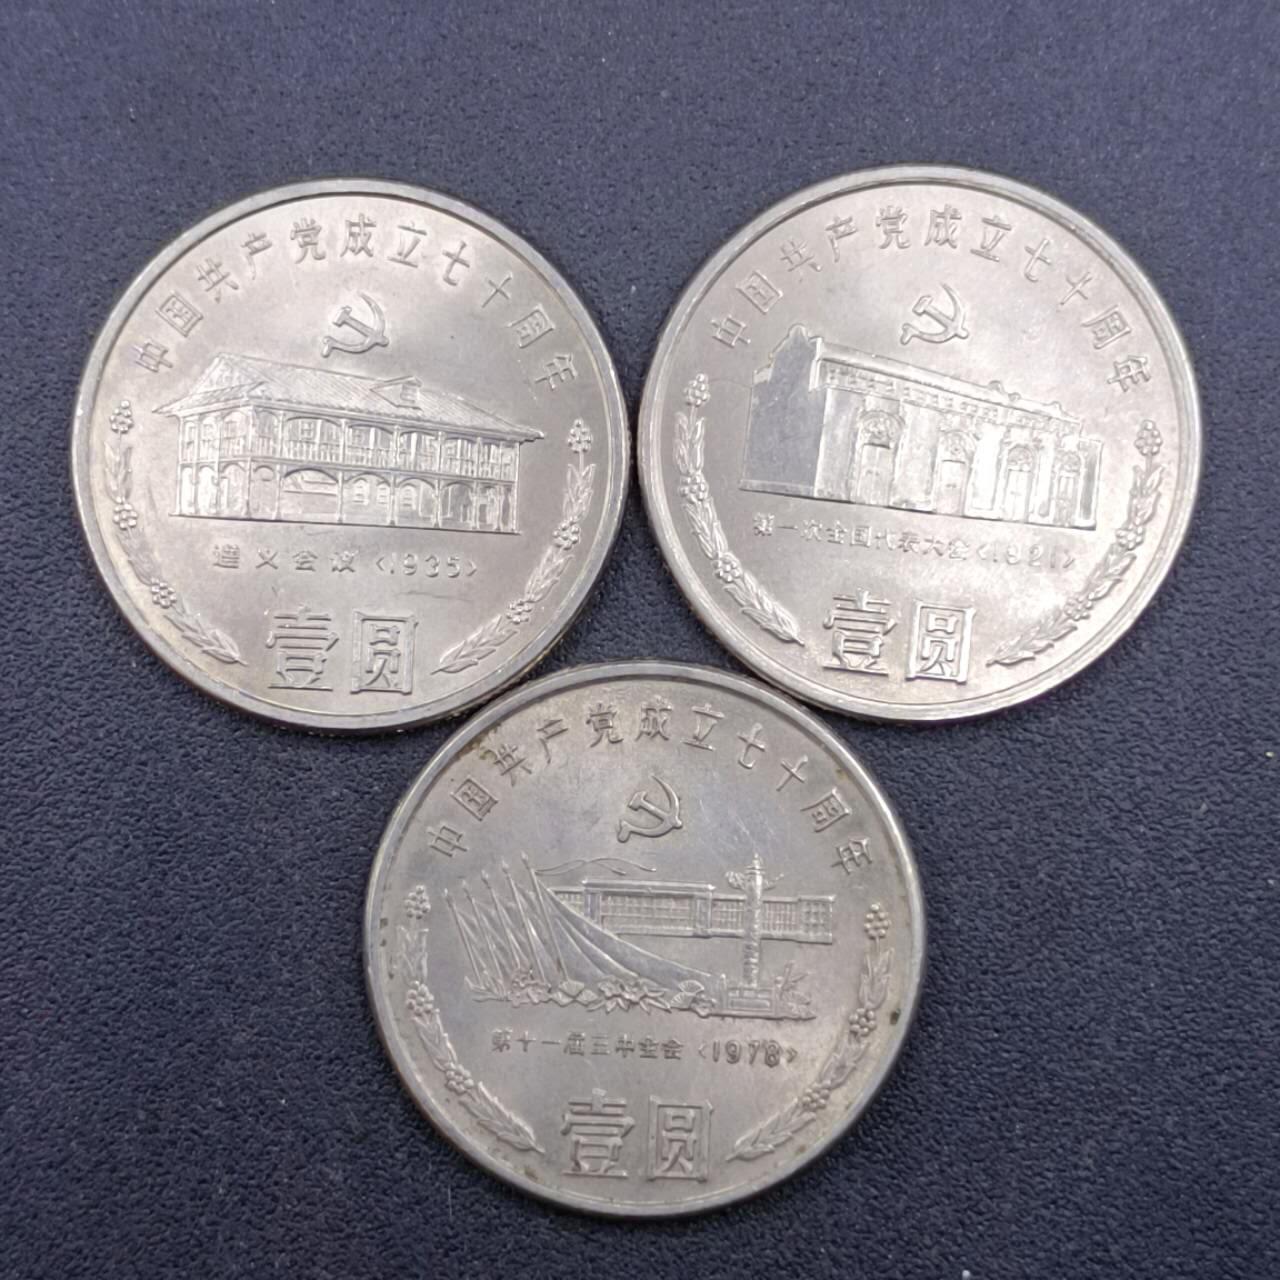 中国共产党成立七十周年
遵义会议〈1935〉
壹圆
中国共产党成立七十周年
第一次全国代表大会〈1921〉
壹圆
中国共产党成立七十周年
第十一届三中全会〈1978〉
壹圆